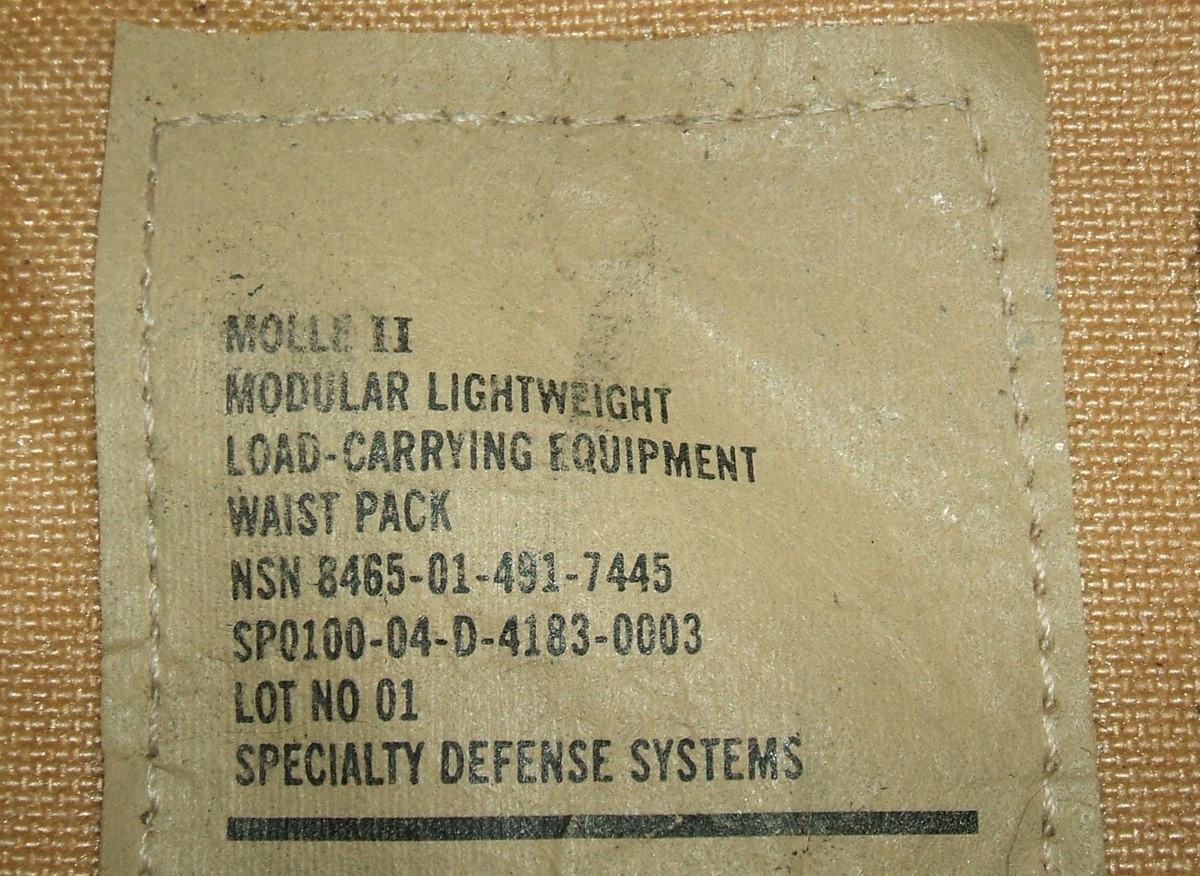 MOLLE II
MODULAR LIGHTWEIGHT
LOAD-CARRYING EQUIPMENT
WAIST PACK
NSN 8465-01-491-7445
SP0100-04-D-4183-0003
LOT NO 01
SPECIALTY DEFENSE SYSTEMS